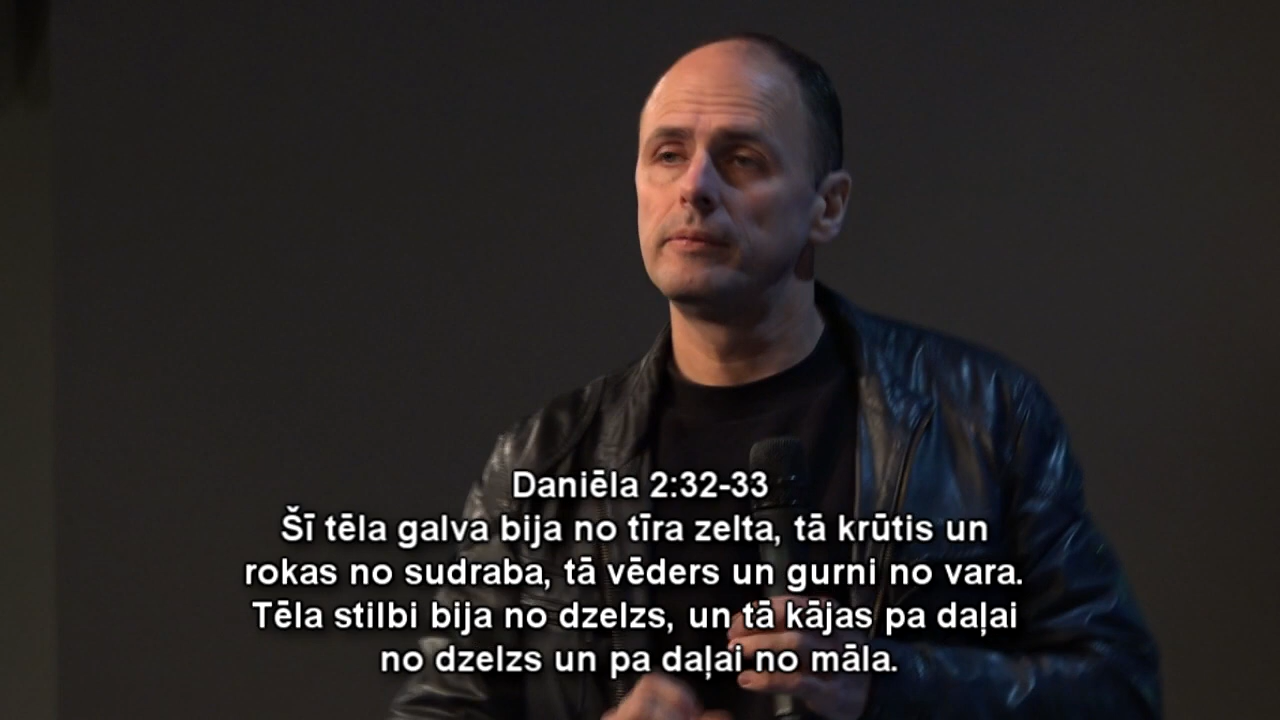 Daniēla 2:32-33
Šī tēla galva bija no tīra zelta, tā krūtis un
rokas no sudraba, tā vēders un gurni no vara.
Tēla stilbi bija no dzelzs, un tā kājas pa daļai
no dzelzs un pa daļai no māla.